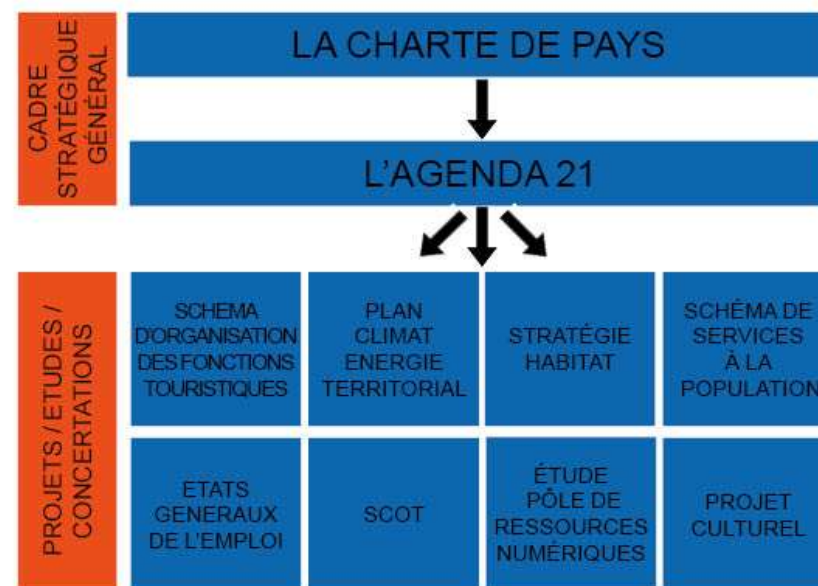 CADRE
STRATÉGIQUE
GÉNÉRAL
LA CHARTE DE PAYS
L'AGENDA 21
PROJETS / ETUDES /
CONCERTATIONS
SCHEMA
D'ORGANISATION
DES FONCTIONS
TOURISTIQUES
PLAN
CLIMAT
ENERGIE
TERRITORIAL
STRATÉGIE
HABITAT
SCHÉMA DE
SERVICES
À LA
POPULATION
ETATS
GENERAUX
DE L'EMPLOI
SCOT
ÉTUDE
PÔLE DE
RESSOURCES
NUMÉRIQUES
PROJET
CULTUREL